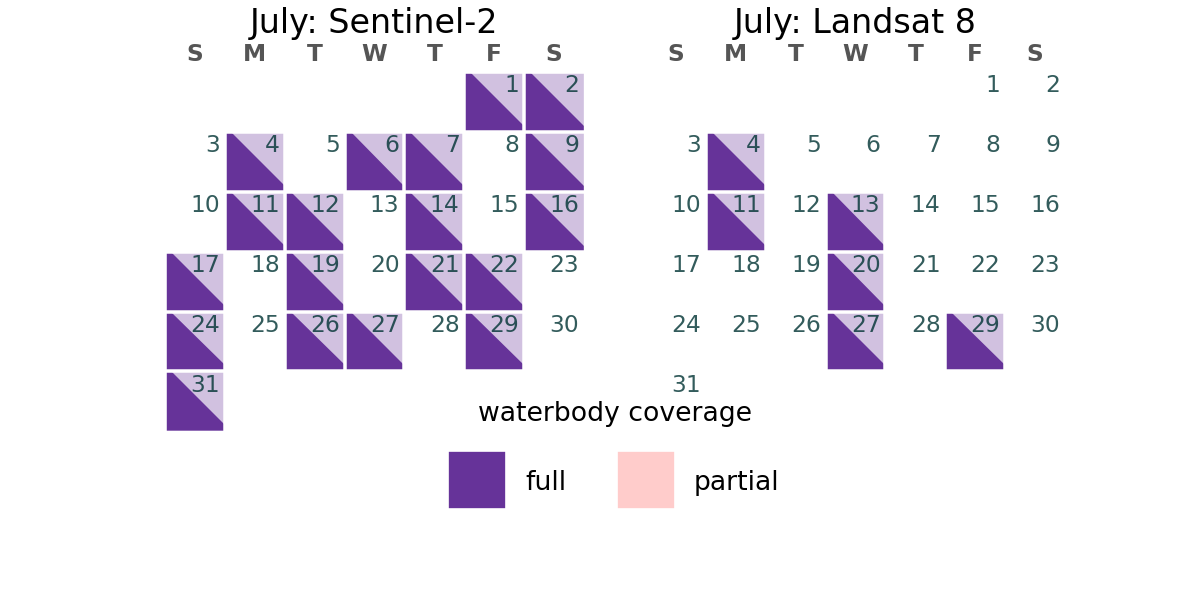 July: Sentinel-2
S M T W T F S
1 2
3 4 5 6 7 8 9
10 11 12 13 14 15 16
17 18 19 20 21 22 23
24 25 26 27 28 29 30
31
July: Landsat 8
S M T W T F S
1 2
3 4 5 6 7 8 9
10 11 12 13 14 15 16
17 18 19 20 21 22 23
24 25 26 27 28 29 30
31
waterbody coverage
full
partial